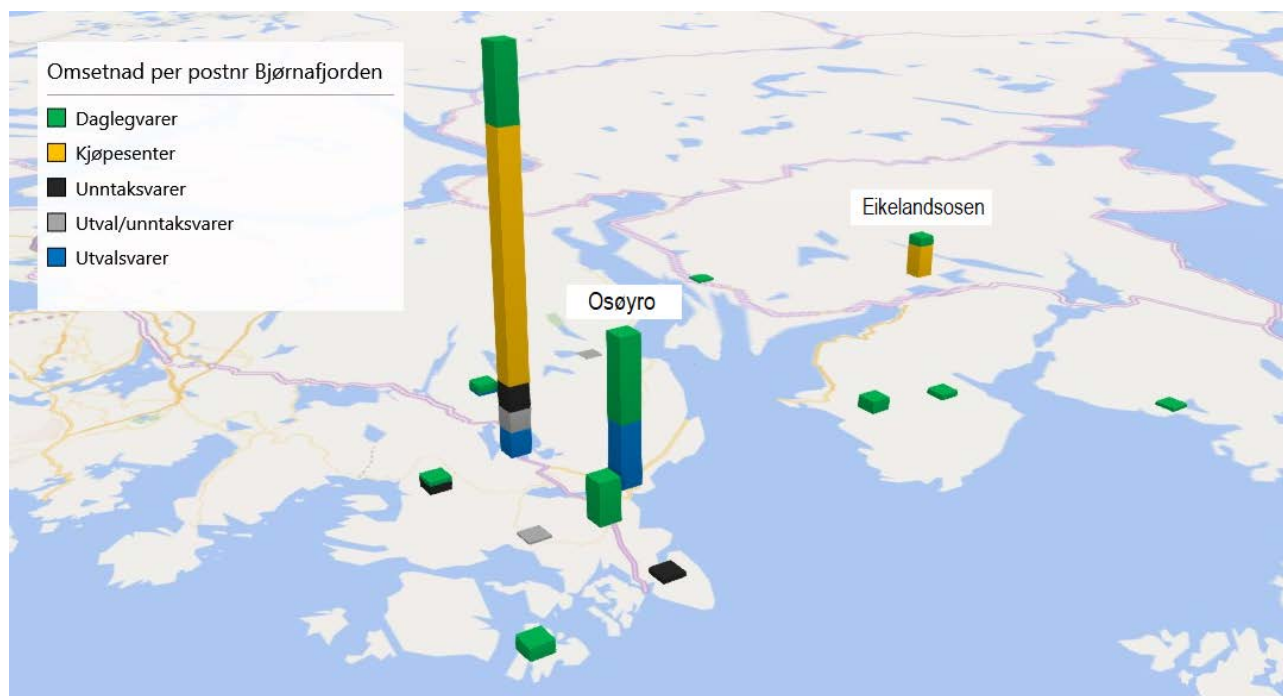 Omsetnad per postnr Bjørnafjorden
Daglegvarer
Kjøpesenter
Unntaksvarer
Utval/unntaksvarer
Utvalsvarer
Eikelandsosen
Osøyro